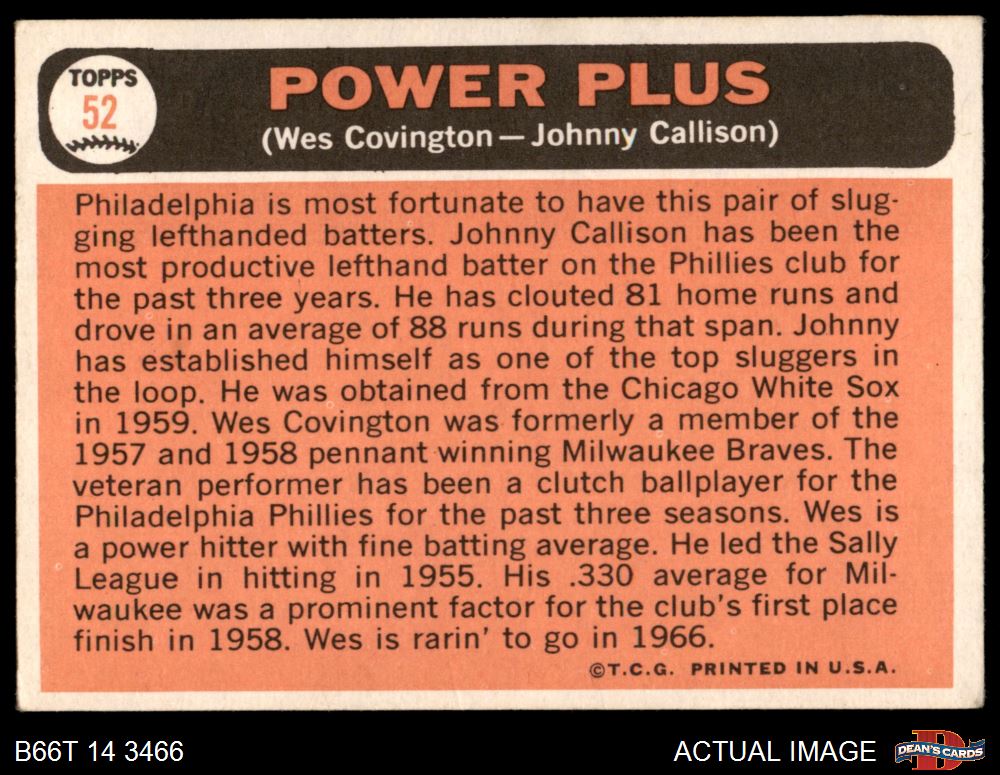 TOPPS
52
POWER PLUS
(Wes Covington—Johnny Callison)
Philadelphia is most fortunate to have this pair of slug-
ging lefthanded batters. Johnny Callison has been the
most productive lefthand batter on the Phillies club for
the past three years. He has clouted 81 home runs and
drove in an average of 88 runs during that span. Johnny
has established himself as one of the top sluggers in
the loop. He was obtained from the Chicago White Sox
in 1959. Wes Covington was formerly a member of the
1957 and 1958 pennant winning Milwaukee Braves. The
veteran performer has been a clutch ballplayer for the
Philadelphia Phillies for the past three seasons. Wes is
a power hitter with fine batting average. He led the Sally
League in hitting in 1955. His .330 average for Mil-
waukee was a prominent factor for the club's first place
finish in 1958. Wes is rarin' to go in 1966.
©T.C.G. PRINTED IN U.S.A.
B66T 14 3466
ACTUAL IMAGE
D
DEAN'S CARDS